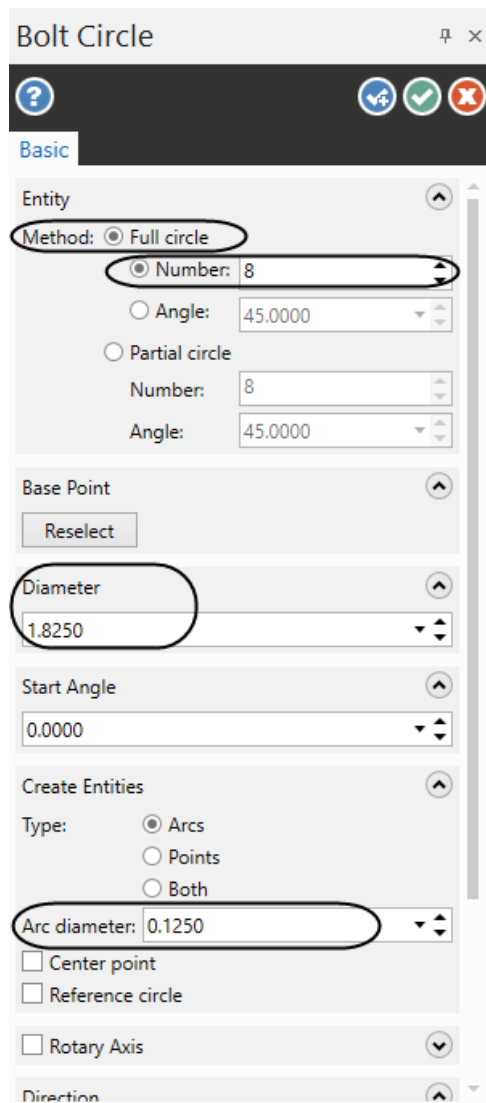 Bolt Circle
Basic
Entity
Method: Full circle
Number: 8
Angle: 45.0000
Partial circle
Number: 8
Angle: 45.0000
Base Point
Reselect
Diameter
1.8250
Start Angle
0.0000
Create Entities
Type: Arcs
Points
Both
Arc diameter: 0.1250
Center point
Reference circle
Rotary Axis
Direction